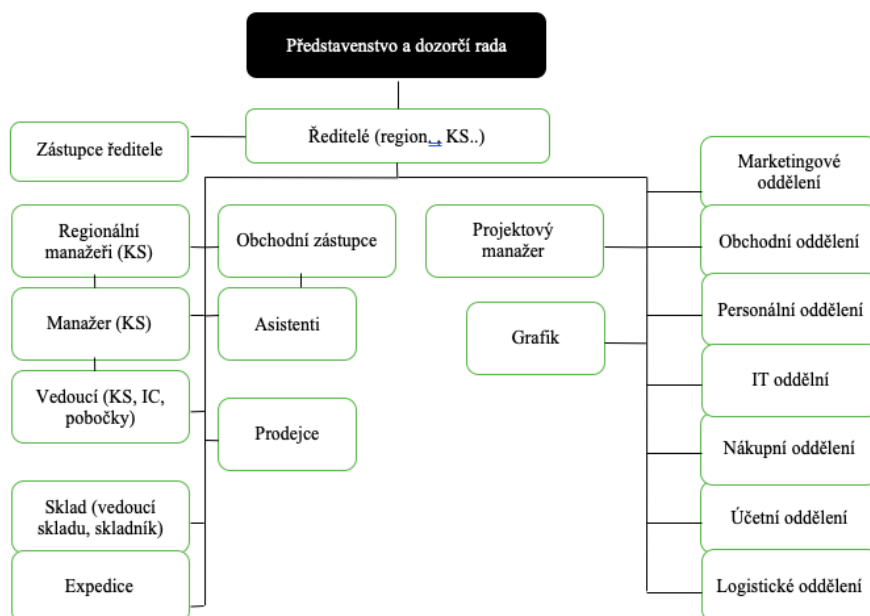 Představenstvo a dozorčí rada
Ředitelé (region., KS..)
Zástupce ředitele
Marketingové
oddělení
Regionální
manažeři (KS)
Obchodní zástupce
Projektový
manažer
Obchodní oddělení
Manažer (KS)
Asistenti
Grafik
Personální oddělení
Vedoucí (KS, IC,
pobočky)
Prodejce
IT oddělní
Nákupní oddělení
Sklad (vedoucí
skladu, skladník)
Účetní oddělení
Expedice
Logistické oddělení